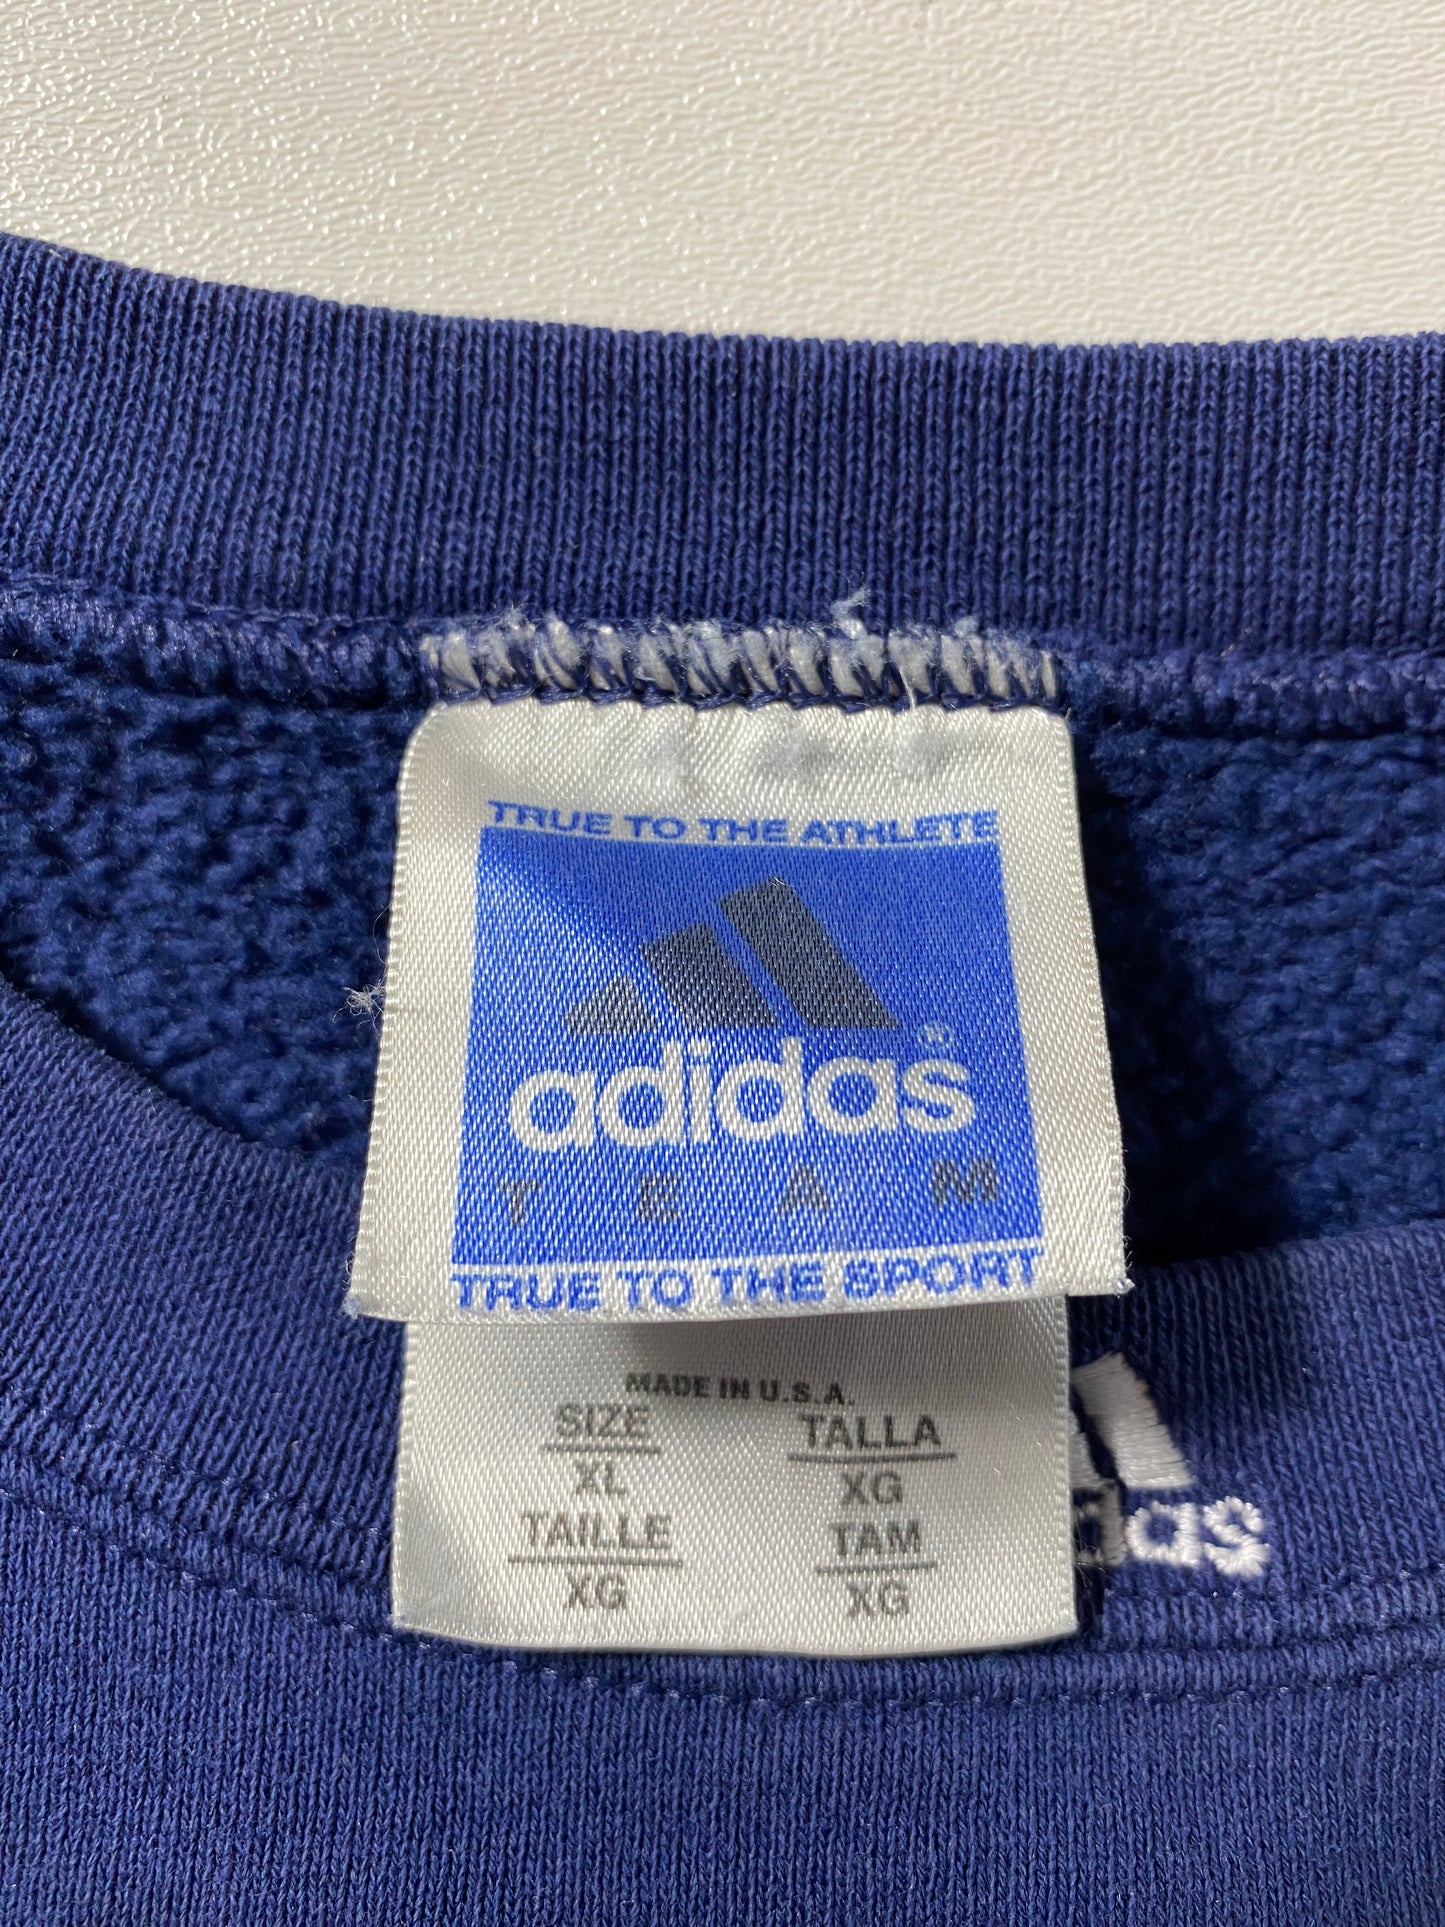 TRUE TO THE ATHLETE
adidas®
TEAM
TRUE TO THE SPORT
MADE IN U.S.A.
SIZE TALLA
XL XG
TAILLE TAM
XG XG
das